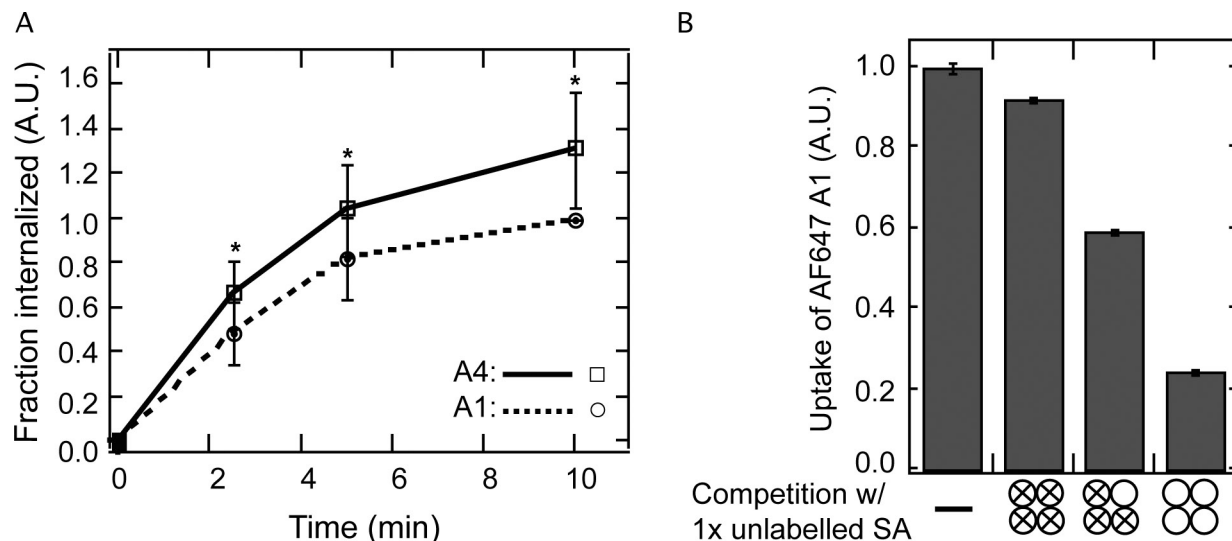 A
Fraction internalized (A.U.)
1.6
1.4
1.2
1.0
0.8
0.6
0.4
0.2
0.0
* * *
A4:
A1:
0 2 4 6 8 10
Time (min)
B
Uptake of AF647 A1 (A.U.)
1.0
0.8
0.6
0.4
0.2
0.0
Competition w/
1x unlabelled SA